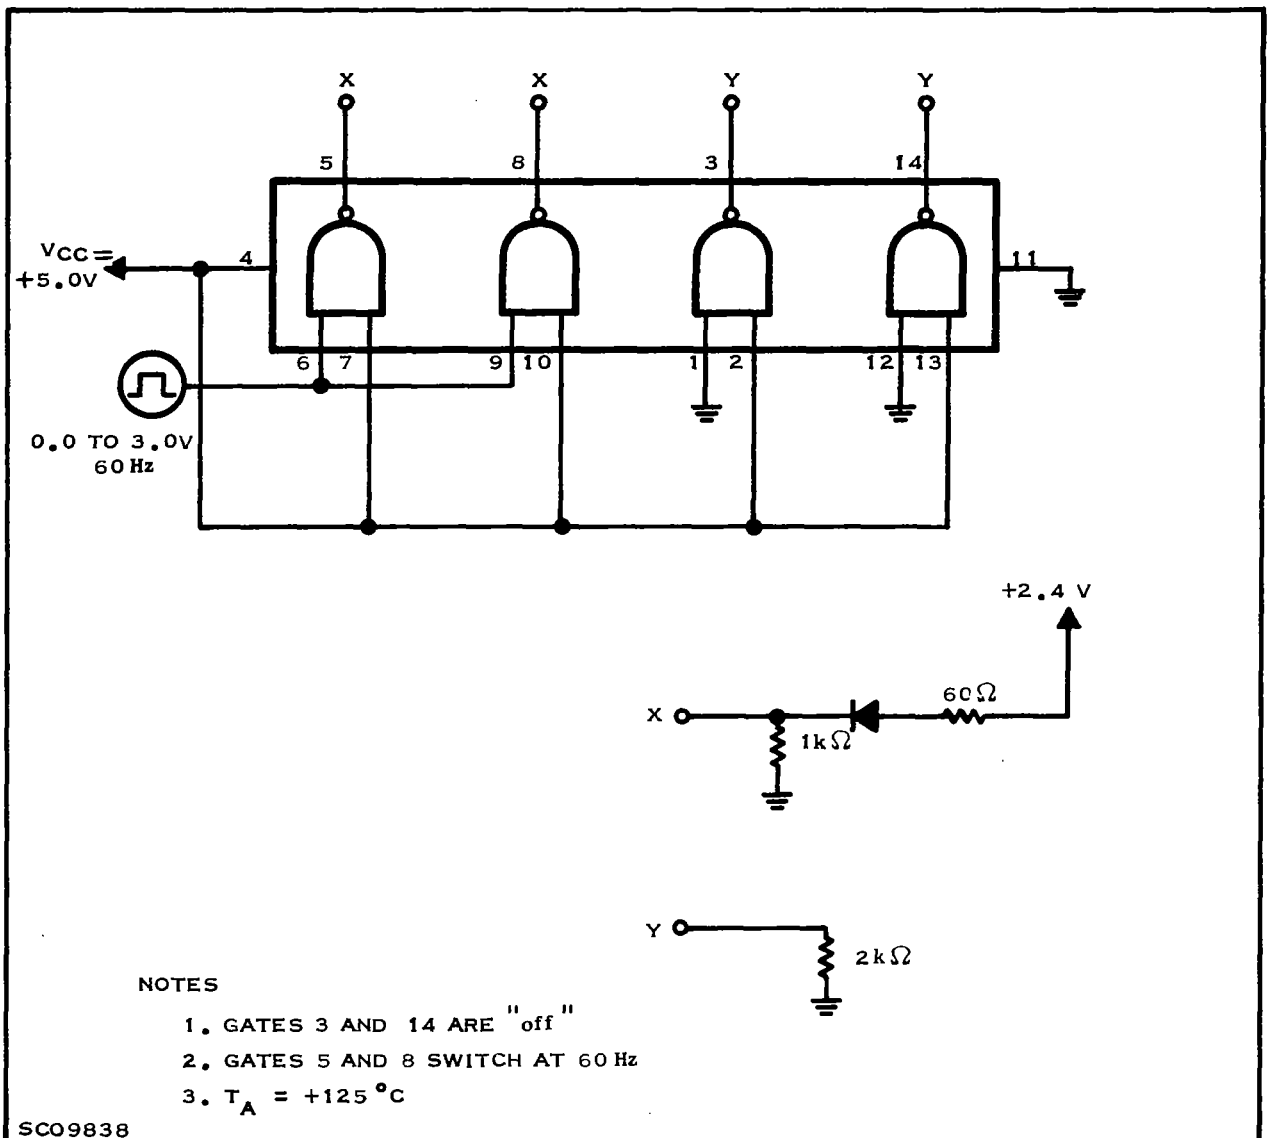 X X Y Y
5 8 3 14
VCC=
+5.0V
4
11
6 7 9 10 1 2 12 13
0.0 TO 3.0V
60 Hz
+2.4 V
60Ω
X
1kΩ
Y
2kΩ
NOTES
1. GATES 3 AND 14 ARE "off"
2. GATES 5 AND 8 SWITCH AT 60 Hz
3. TA = +125°C
SC09838